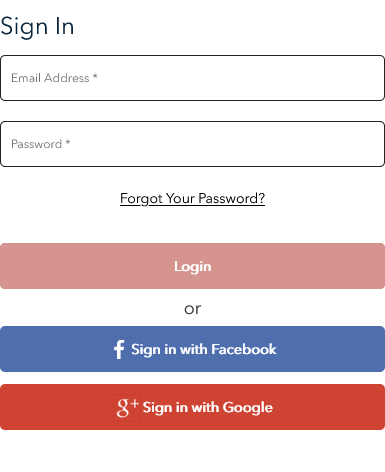 Sign In
Email Address *
Password *
Forgot Your Password?
Login
or
f Sign in with Facebook
g+ Sign in with Google